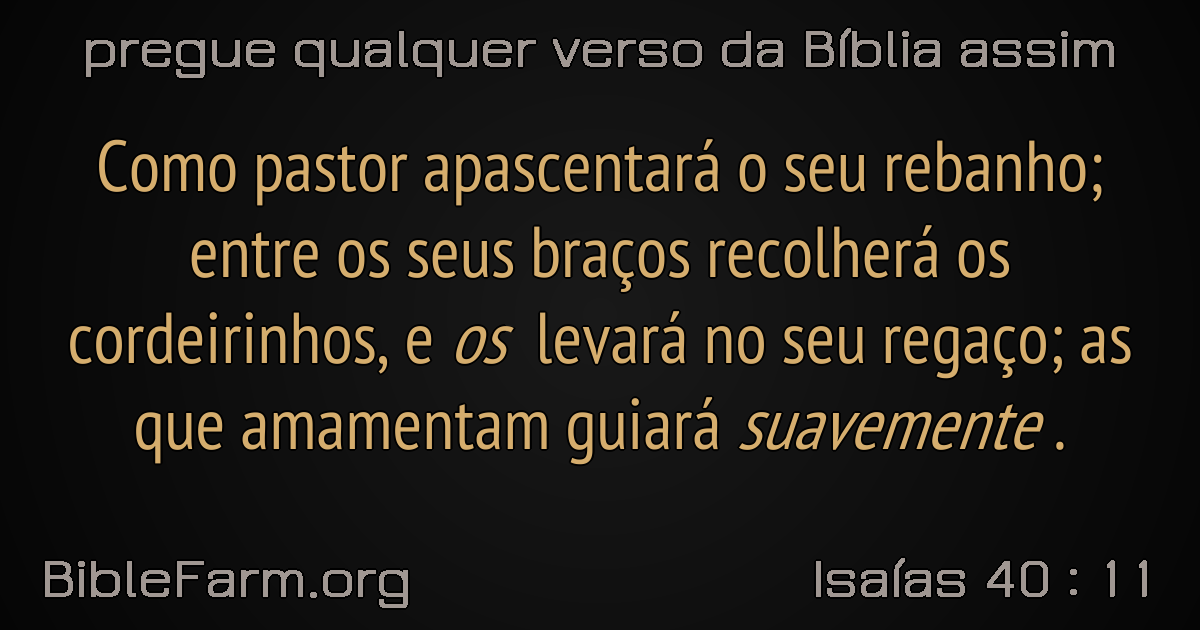 pregue qualquer verso da Bíblia assim
Como pastor apascentará o seu rebanho;
entre os seus braços recolherá os
cordeirinhos, e os levará no seu regaço; as
que amamentam guiará suavemente .
BibleFarm.org
Isaías 40 : 11